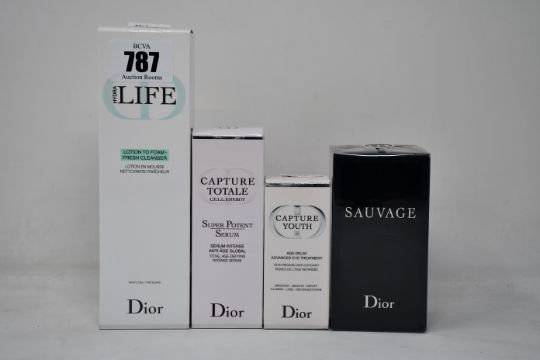 BCVA
787
Auction Rooms
HYDRA
LIFE
LOTION TO FOAM-
FRESH CLEANSER
LOTION EN MOUSSE
NETTOYANTE FRAÎCHEUR
Dior
CAPTURE
TOTALE
C.E.L.L. ENERGY
SUPER POTENT
SERUM
SÉRUM INTENSE
ANTI-ÂGE GLOBAL
TOTAL AGE-DEFYING
INTENSE SERUM
Dior
CAPTURE
YOUTH
AGE-DELAY
ADVANCED EYE TREATMENT
Dior
SAUVAGE
Dior